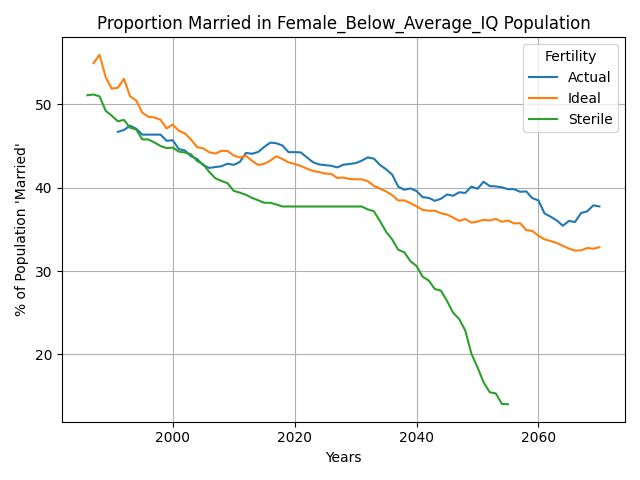 Proportion Married in Female_Below_Average_IQ Population
% of Population 'Married'
50
40
30
20
Fertility
Actual
Ideal
Sterile
2000 2020 2040 2060
Years